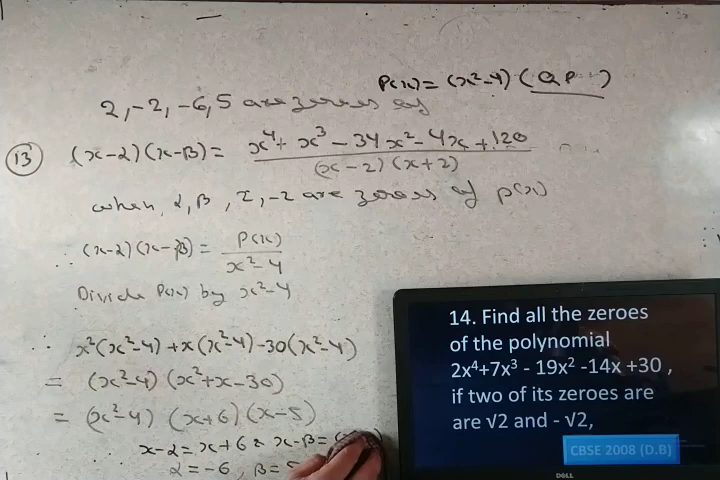 P(x) = (x²-4) (QP )
2, -2, -6, 5 are zeroes of
13 (x-α)(x-β) = x⁴+ x³ - 34x² - 4x + 120
(x-2)(x+2)
when, α, β, 2, -2 are zeroes of p(x)
∴ (x-α)(x-β) = P(x)
x²-4
Divide P(x) by x²-4
∴ x²(x²-4) + x(x²-4) -30(x²-4)
= (x²-4) (x²+x-30)
= (x²-4) (x+6) (x-5)
x-α = x+6 & x-β =
α = -6, β =
14. Find all the zeroes
of the polynomial
2x⁴+7x³ - 19x² -14x +30 ,
if two of its zeroes are
are √2 and - √2,
CBSE 2008 (D.B)
DELL